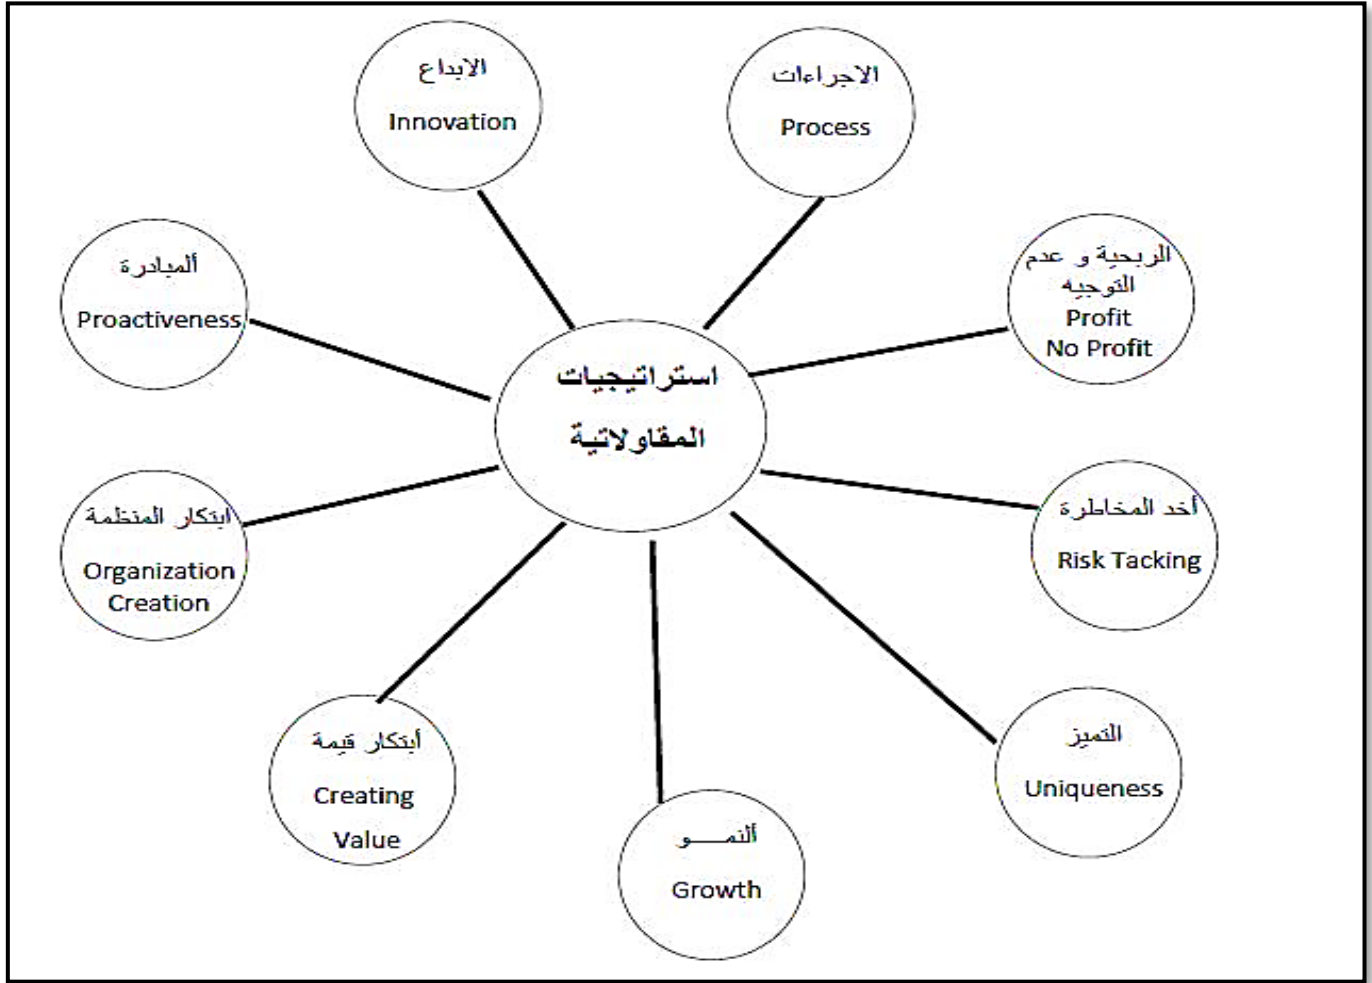 الابداع
Innovation
الاجراءات
Process
ألمبادرة
Proactiveness
الربحية و عدم
التوجيه
Profit
No Profit
استراتيجيات
المقاولاتية
ابتكار المنظمة
Organization
Creation
أخد المخاطرة
Risk Tacking
أبتكار قيمة
Creating
Value
التميز
Uniqueness
ألنمـــو
Growth